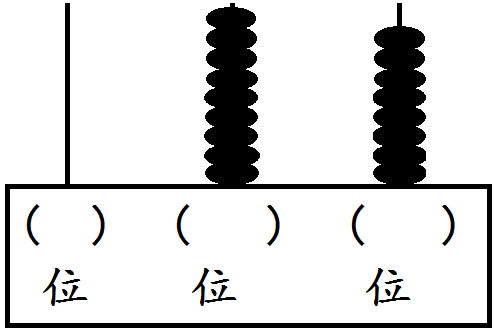 (  ) (  ) (  )
位 位 位